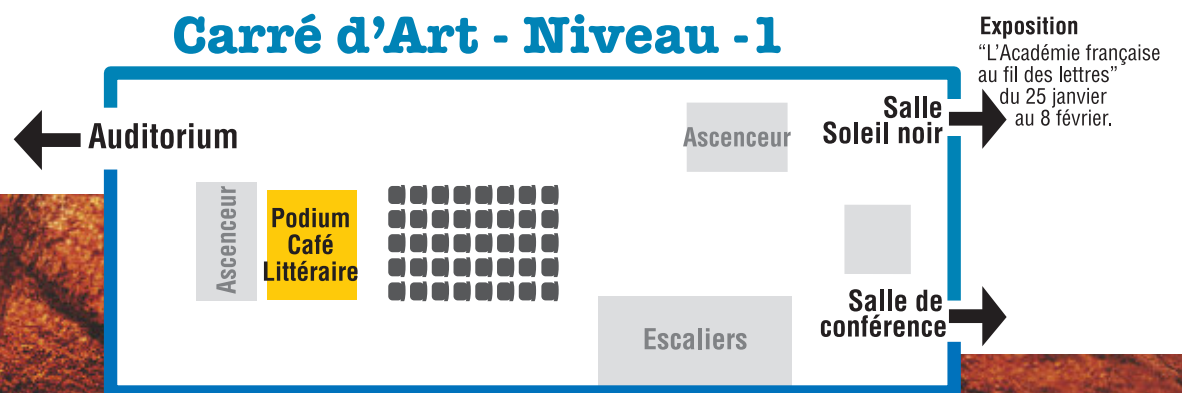 Carré d'Art - Niveau -1
Exposition
“L'Académie française
au fil des lettres”
du 25 janvier
au 8 février.
Auditorium
Ascenceur
Salle
Soleil noir
Ascenceur
Podium
Café
Littéraire
Salle de
conférence
Escaliers